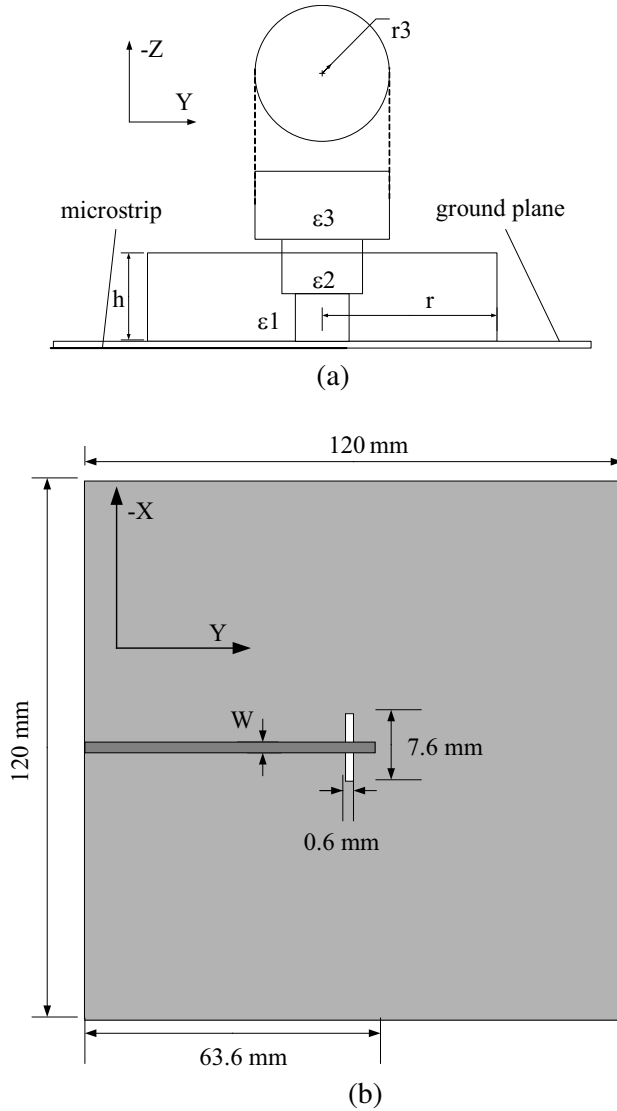 -Z
r3
Y
microstrip
ε3
ground plane
h
ε2
ε1
r
(a)
120 mm
-X
Y
W
120 mm
7.6 mm
0.6 mm
63.6 mm
(b)